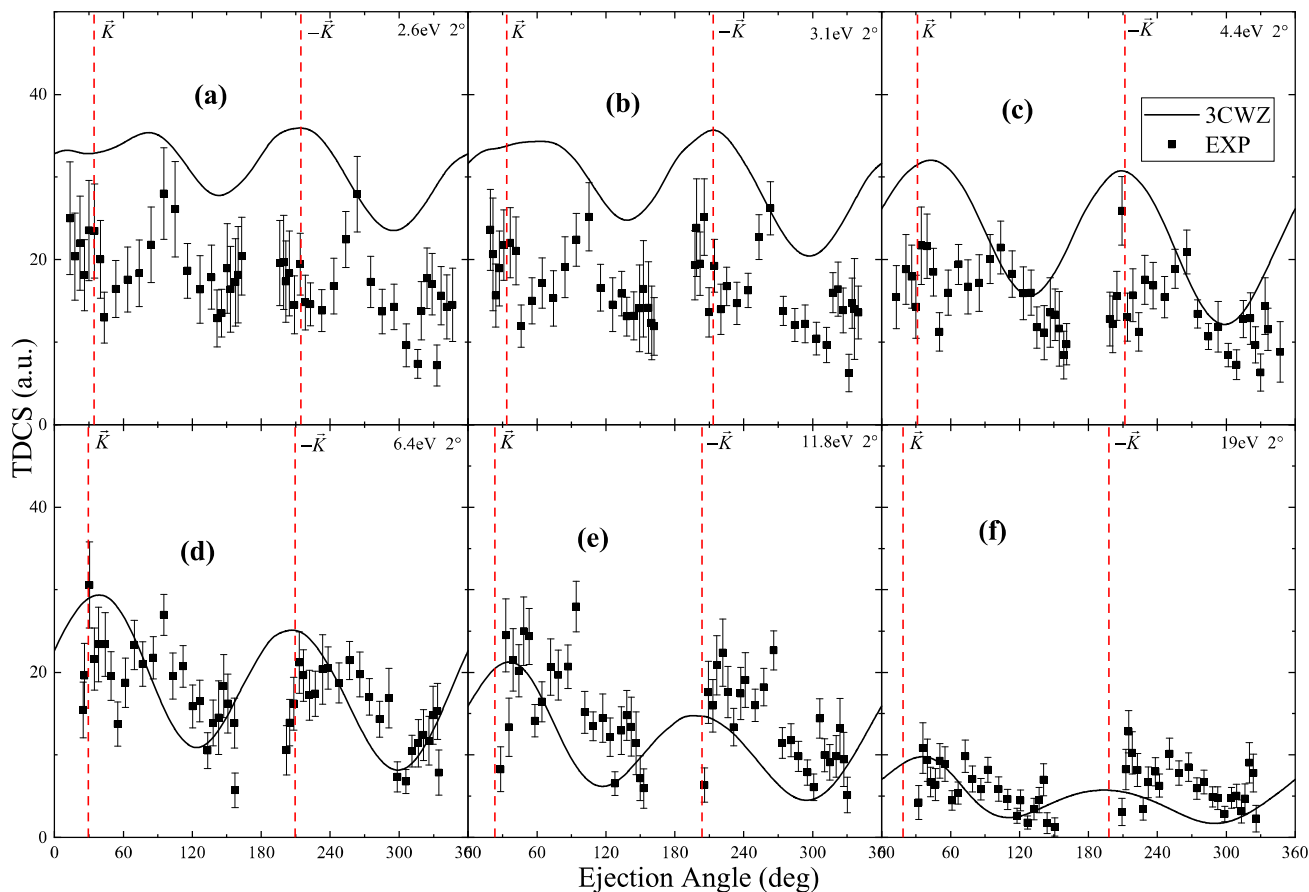 K⃗
−K⃗
2.6eV 2°
(a)
K⃗
−K⃗
3.1eV 2°
(b)
K⃗
−K⃗
4.4eV 2°
(c)
3CWZ
EXP
40
20
0
TDCS (a.u.)
K⃗
−K⃗
6.4eV 2°
(d)
K⃗
−K⃗
11.8eV 2°
(e)
K⃗
−K⃗
19eV 2°
(f)
40
20
0
0 60 120 180 240 300 360
60 120 180 240 300 360
60 120 180 240 300 360
Ejection Angle (deg)